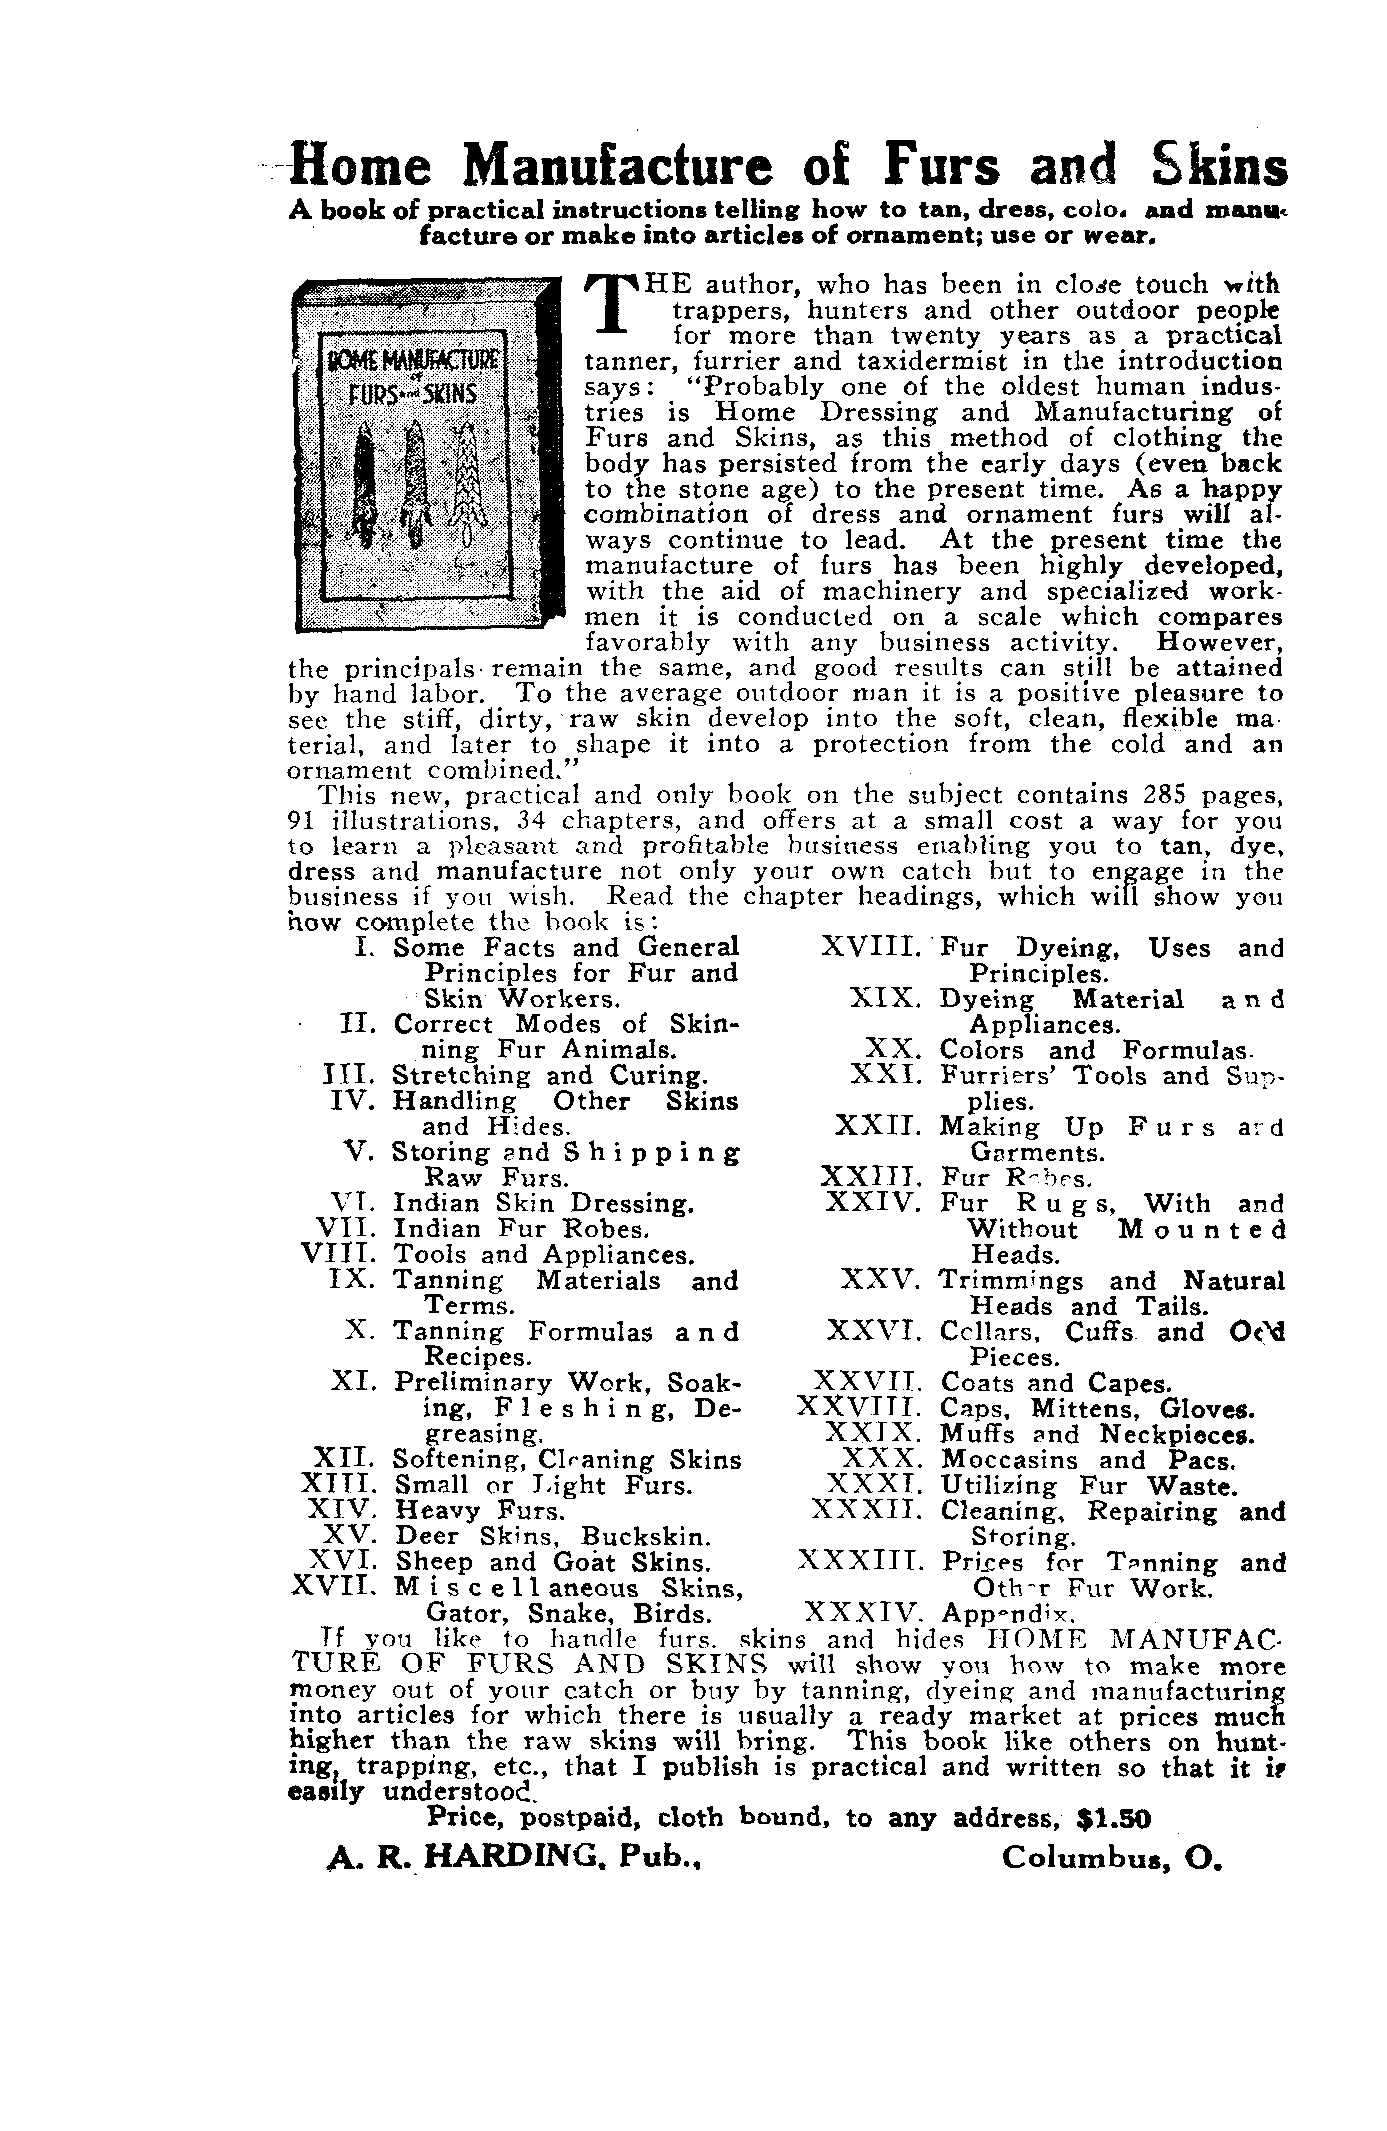 Home Manufacture of Furs and Skins
A book of practical instructions telling how to tan, dress, colo. and manu-
facture or make into articles of ornament; use or wear.
HOME MANUFACTURE
of
FURS and SKINS
THE author, who has been in close touch with
trappers, hunters and other outdoor people
for more than twenty years as a practical
tanner, furrier and taxidermist in the introduction
says: "Probably one of the oldest human indus-
tries is Home Dressing and Manufacturing of
Furs and Skins, as this method of clothing the
body has persisted from the early days (even back
to the stone age) to the present time. As a happy
combination of dress and ornament furs will al-
ways continue to lead. At the present time the
manufacture of furs has been highly developed,
with the aid of machinery and specialized work-
men it is conducted on a scale which compares
favorably with any business activity. However,
the principals remain the same, and good results can still be attained
by hand labor. To the average outdoor man it is a positive pleasure to
see the stiff, dirty, raw skin develop into the soft, clean, flexible ma-
terial, and later to shape it into a protection from the cold and an
ornament combined."
This new, practical and only book on the subject contains 285 pages,
91 illustrations, 34 chapters, and offers at a small cost a way for you
to learn a pleasant and profitable business enabling you to tan, dye,
dress and manufacture not only your own catch but to engage in the
business if you wish. Read the chapter headings, which will show you
how complete the book is:
I. Some Facts and General
Principles for Fur and
Skin Workers.
II. Correct Modes of Skin-
ning Fur Animals.
III. Stretching and Curing.
IV. Handling Other Skins
and Hides.
V. Storing and Shipping
Raw Furs.
VI. Indian Skin Dressing.
VII. Indian Fur Robes.
VIII. Tools and Appliances.
IX. Tanning Materials and
Terms.
X. Tanning Formulas and
Recipes.
XI. Preliminary Work, Soak-
ing, Fleshing, De-
greasing.
XII. Softening, Cleaning Skins
XIII. Small or Light Furs.
XIV. Heavy Furs.
XV. Deer Skins, Buckskin.
XVI. Sheep and Goat Skins.
XVII. Miscellaneous Skins,
Gator, Snake, Birds.
XVIII. Fur Dyeing, Uses and
Principles.
XIX. Dyeing Material and
Appliances.
XX. Colors and Formulas.
XXI. Furriers' Tools and Sup-
plies.
XXII. Making Up Furs and
Garments.
XXIII. Fur Robes.
XXIV. Fur Rugs, With and
Without Mounted
Heads.
XXV. Trimmings and Natural
Heads and Tails.
XXVI. Collars, Cuffs and Odd
Pieces.
XXVII. Coats and Capes.
XXVIII. Caps, Mittens, Gloves.
XXIX. Muffs and Neckpieces.
XXX. Moccasins and Pacs.
XXXI. Utilizing Fur Waste.
XXXII. Cleaning, Repairing and
Storing.
XXXIII. Prices for Tanning and
Other Fur Work.
XXXIV. Appendix.
If you like to handle furs, skins and hides HOME MANUFAC-
TURE OF FURS AND SKINS will show you how to make more
money out of your catch or buy by tanning, dyeing and manufacturing
into articles for which there is usually a ready market at prices much
higher than the raw skins will bring. This book like others on hunt-
ing, trapping, etc., that I publish is practical and written so that it is
easily understood.
Price, postpaid, cloth bound, to any address, $1.50
A. R. HARDING, Pub., Columbus, O.